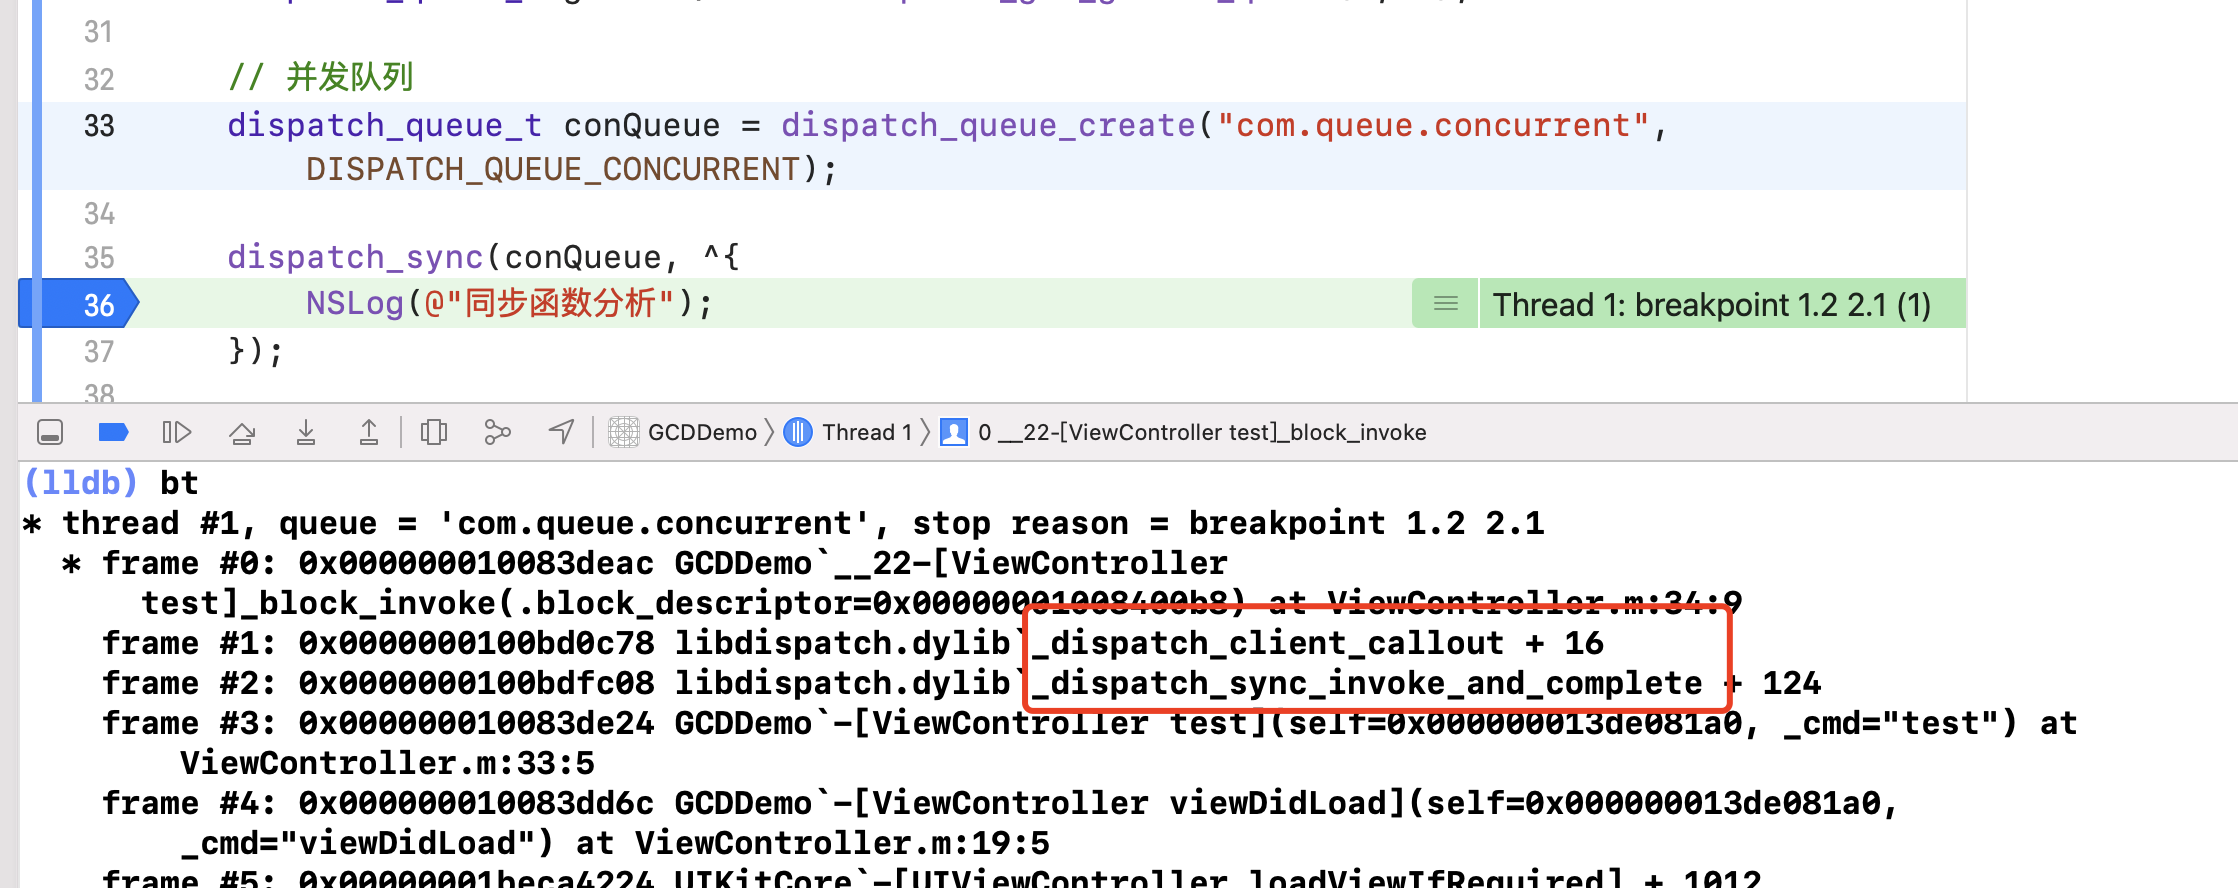 31
32 // 并发队列
33 dispatch_queue_t conQueue = dispatch_queue_create("com.queue.concurrent",
DISPATCH_QUEUE_CONCURRENT);
34
35 dispatch_sync(conQueue, ^{
36 NSLog(@"同步函数分析"); Thread 1: breakpoint 1.2 2.1 (1)
37 });
38
GCDDemo Thread 1 0 __22-[ViewController test]_block_invoke
(lldb) bt
* thread #1, queue = 'com.queue.concurrent', stop reason = breakpoint 1.2 2.1
* frame #0: 0x000000010083deac GCDDemo`__22-[ViewController
test]_block_invoke(.block_descriptor=0x00000001008400b8) at ViewController.m:34:9
frame #1: 0x0000000100bd0c78 libdispatch.dylib`_dispatch_client_callout + 16
frame #2: 0x0000000100bdfc08 libdispatch.dylib`_dispatch_sync_invoke_and_complete + 124
frame #3: 0x000000010083de24 GCDDemo`-[ViewController test](self=0x000000013de081a0, _cmd="test") at
ViewController.m:33:5
frame #4: 0x000000010083dd6c GCDDemo`-[ViewController viewDidLoad](self=0x000000013de081a0,
_cmd="viewDidLoad") at ViewController.m:19:5
frame #5: 0x00000001beca4224 UIKitCore`-[UIViewController loadViewIfRequired] + 1012